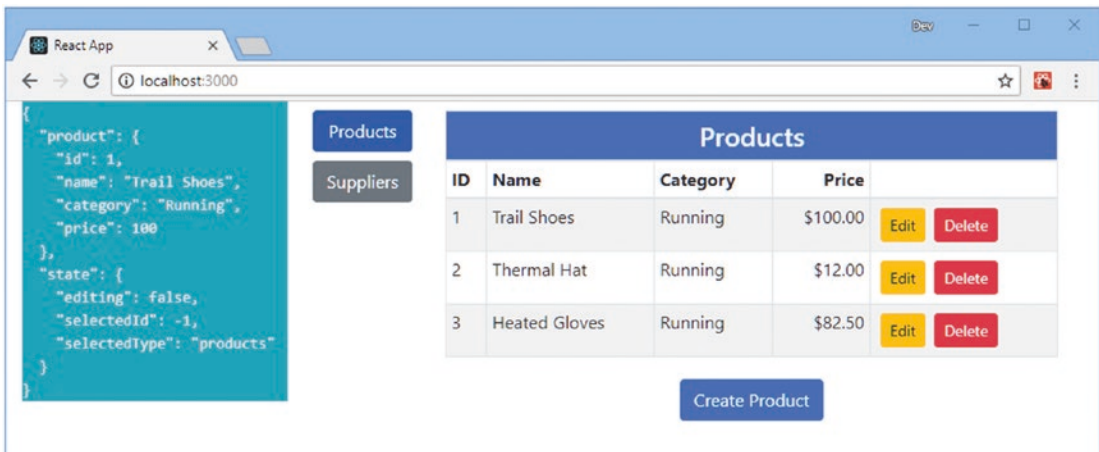 Dev
React App
localhost:3000
{
"product": {
"id": 1,
"name": "Trail Shoes",
"category": "Running",
"price": 100
},
"state": {
"editing": false,
"selectedId": -1,
"selectedType": "products"
}
}
Products
Suppliers
Products
ID Name Category Price
1 Trail Shoes Running $100.00 Edit Delete
2 Thermal Hat Running $12.00 Edit Delete
3 Heated Gloves Running $82.50 Edit Delete
Create Product